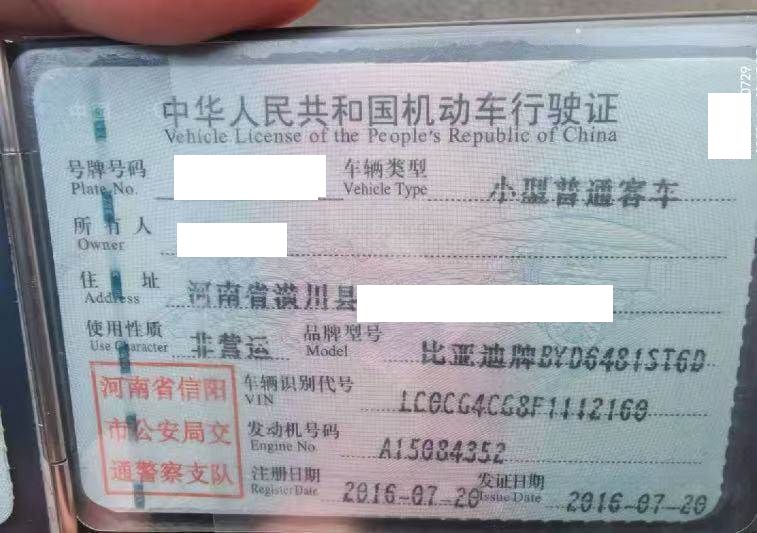 0729
中华人民共和国机动车行驶证
Vehicle License of the People's Republic of China
号牌号码 车辆类型 小型普通客车
Plate No. Vehicle Type
所有人
Owner
住址 河南省潢川县
Address
使用性质 非营运 品牌型号 比亚迪牌BYD6481ST6D
Use Character Model
河南省信阳
市公安局交
通警察支队
车辆识别代号 LC0CG4CG8F1112160
VIN
发动机号码 A15084352
Engine No
注册日期 2016-07-20 发证日期 2016-07-20
Register Date Issue Date